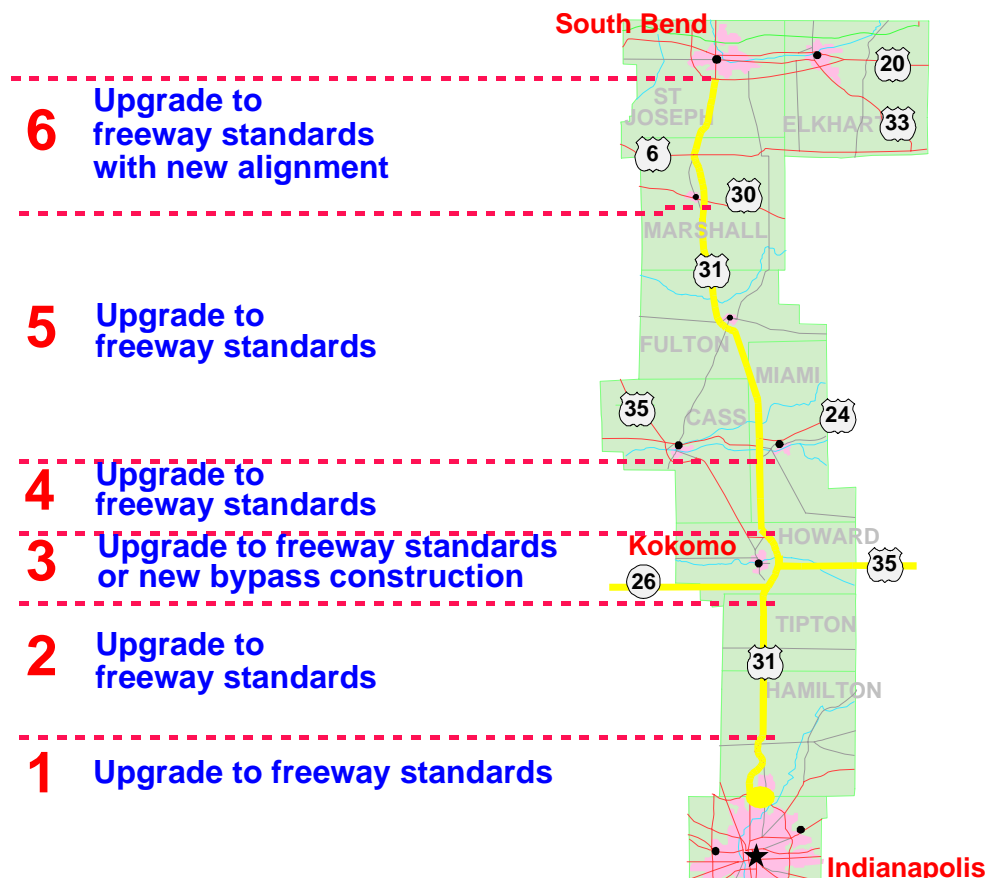 South Bend
20
6
Upgrade to
freeway standards
with new alignment
ST
JOSEPH
ELKHART
33
6
30
MARSHALL
31
5
Upgrade to
freeway standards
FULTON
MIAMI
35
CASS
24
4
Upgrade to
freeway standards
3
Upgrade to freeway standards
or new bypass construction
Kokomo
HOWARD
35
26
2
Upgrade to
freeway standards
TIPTON
31
HAMILTON
1
Upgrade to freeway standards
Indianapolis